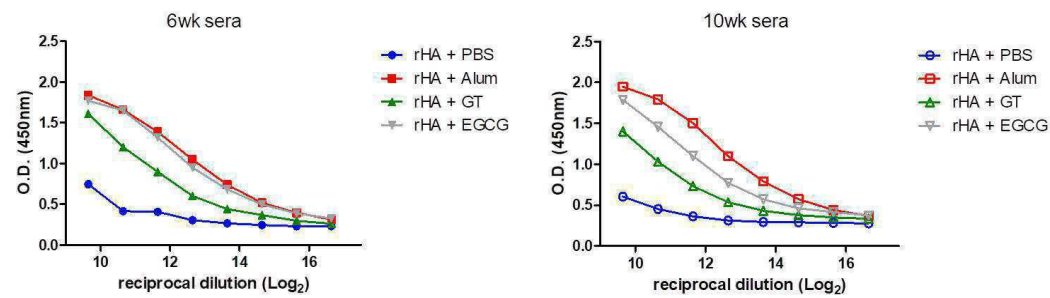 6wk sera
2.5
2.0
1.5
1.0
0.5
0.0
O.D. (450nm)
10 12 14 16
reciprocal dilution (Log2)
rHA + PBS
rHA + Alum
rHA + GT
rHA + EGCG
10wk sera
2.5
2.0
1.5
1.0
0.5
0.0
O.D. (450nm)
10 12 14 16
reciprocal dilution (Log2)
rHA + PBS
rHA + Alum
rHA + GT
rHA + EGCG